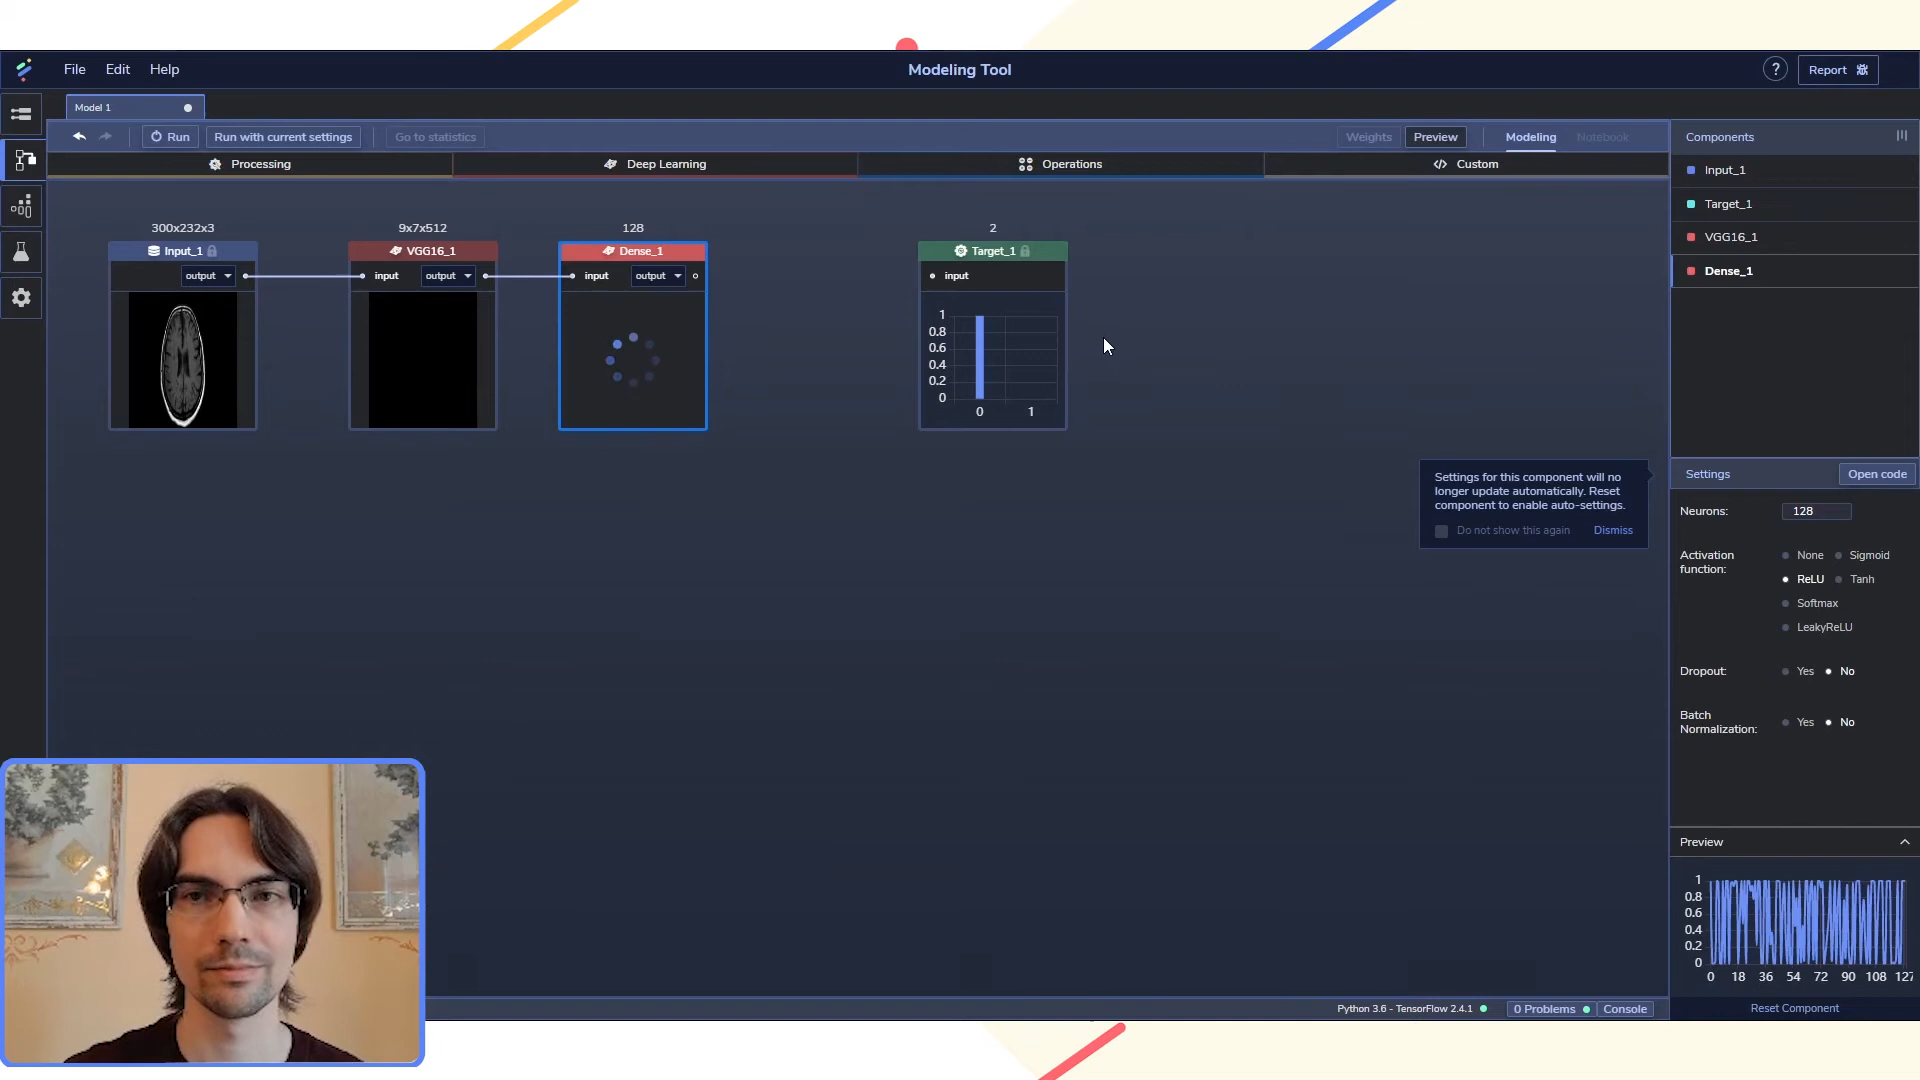 File Edit Help
Modeling Tool
? Report
Model 1
Run Run with current settings Go to statistics
Weights Preview Modeling Notebook
Processing Deep Learning Operations Custom
300x232x3
Input_1
output
9x7x512
VGG16_1
input output
128
Dense_1
input output
2
Target_1
input
1
0.8
0.6
0.4
0.2
0
0 1
Components
Input_1
Target_1
VGG16_1
Dense_1
Settings for this component will no
longer update automatically. Reset
component to enable auto-settings.
Do not show this again Dismiss
Settings Open code
Neurons: 128
Activation
function:
None Sigmoid
ReLU Tanh
Softmax
LeakyReLU
Dropout: Yes No
Batch
Normalization:
Yes No
Preview
1
0.8
0.6
0.4
0.2
0
0 18 36 54 72 90 108 127
Reset Component
Python 3.6 - TensorFlow 2.4.1 0 Problems Console